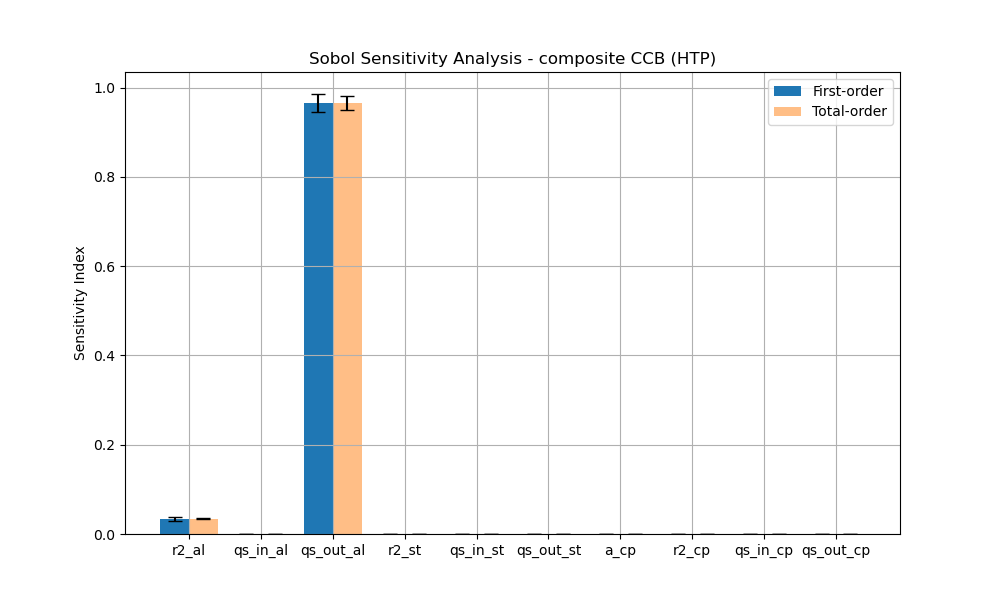 Sobol Sensitivity Analysis - composite CCB (HTP)
First-order
Total-order
Sensitivity Index
1.0
0.8
0.6
0.4
0.2
0.0
r2_al qs_in_al qs_out_al r2_st qs_in_st qs_out_st a_cp r2_cp qs_in_cp qs_out_cp